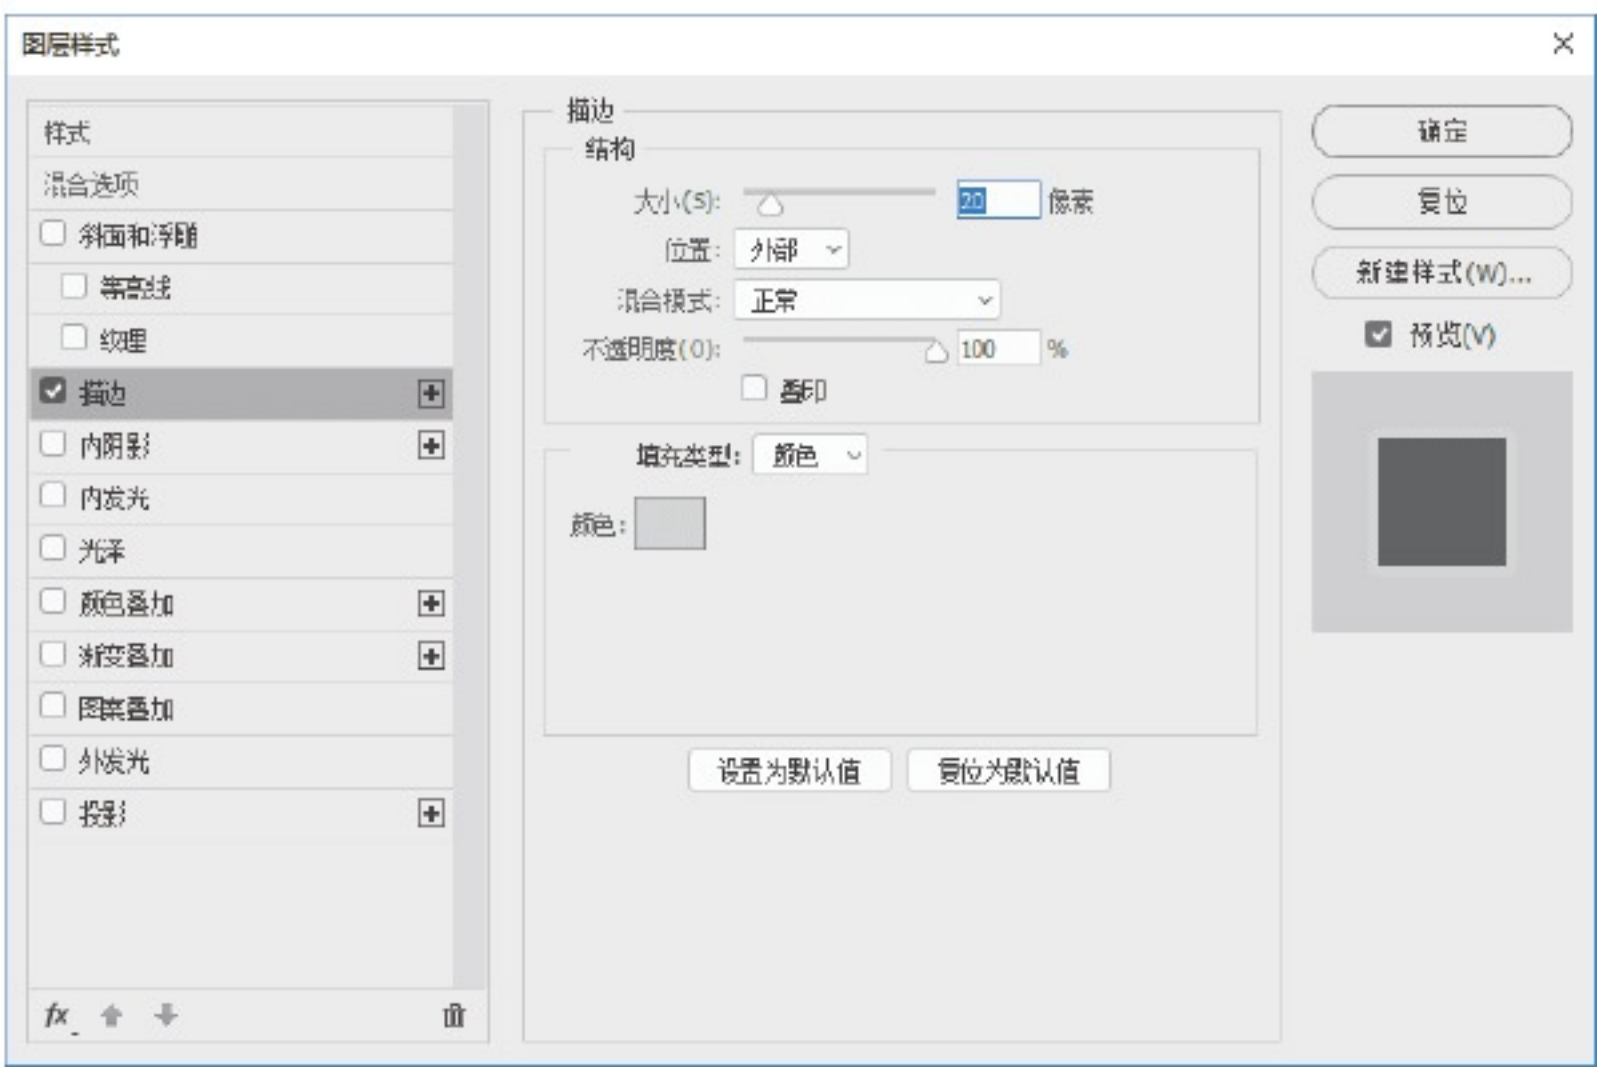 图层样式
样式
混合选项
斜面和浮雕
等高线
纹理
描边
内阴影
内发光
光泽
颜色叠加
渐变叠加
图案叠加
外发光
投影
fx
描边
结构
大小(S): 20 像素
位置: 外部
混合模式: 正常
不透明度(O): 100 %
叠印
填充类型: 颜色
颜色:
设置为默认值 复位为默认值
确定
复位
新建样式(W)...
预览(V)